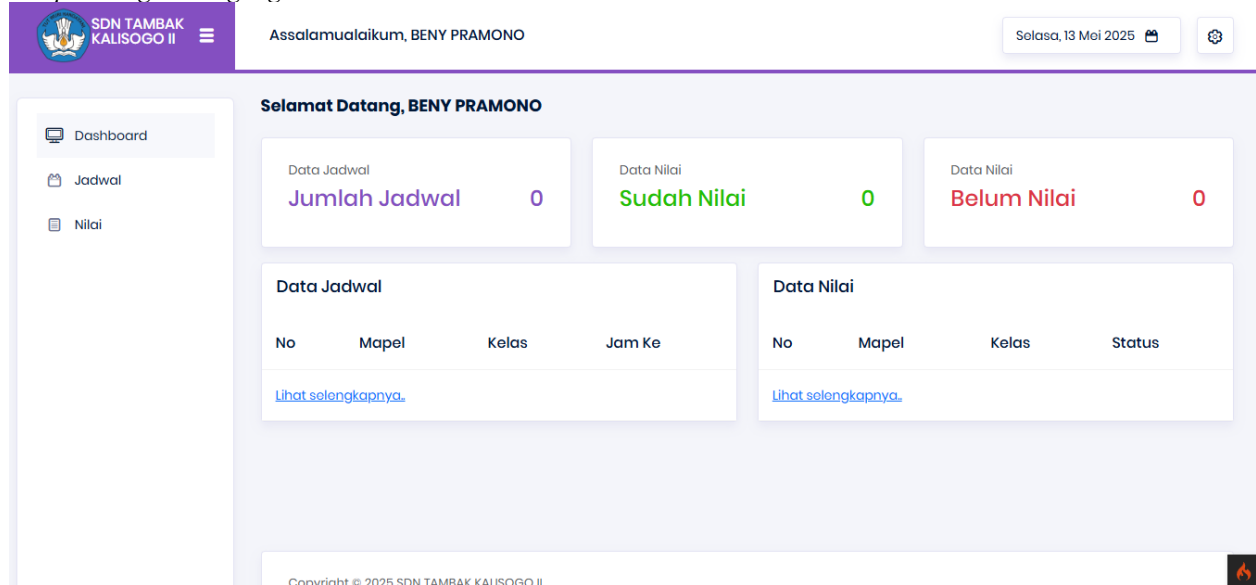 SDN TAMBAK
KALISOGO II
Assalamualaikum, BENY PRAMONO
Selasa, 13 Mei 2025
Selamat Datang, BENY PRAMONO
Dashboard
Jadwal
Nilai
Data Jadwal
Jumlah Jadwal 0
Data Nilai
Sudah Nilai 0
Data Nilai
Belum Nilai 0
Data Jadwal
No Mapel Kelas Jam Ke
Lihat selengkapnya..
Data Nilai
No Mapel Kelas Status
Lihat selengkapnya..
Copyright © 2025 SDN TAMBAK KALISOGO II